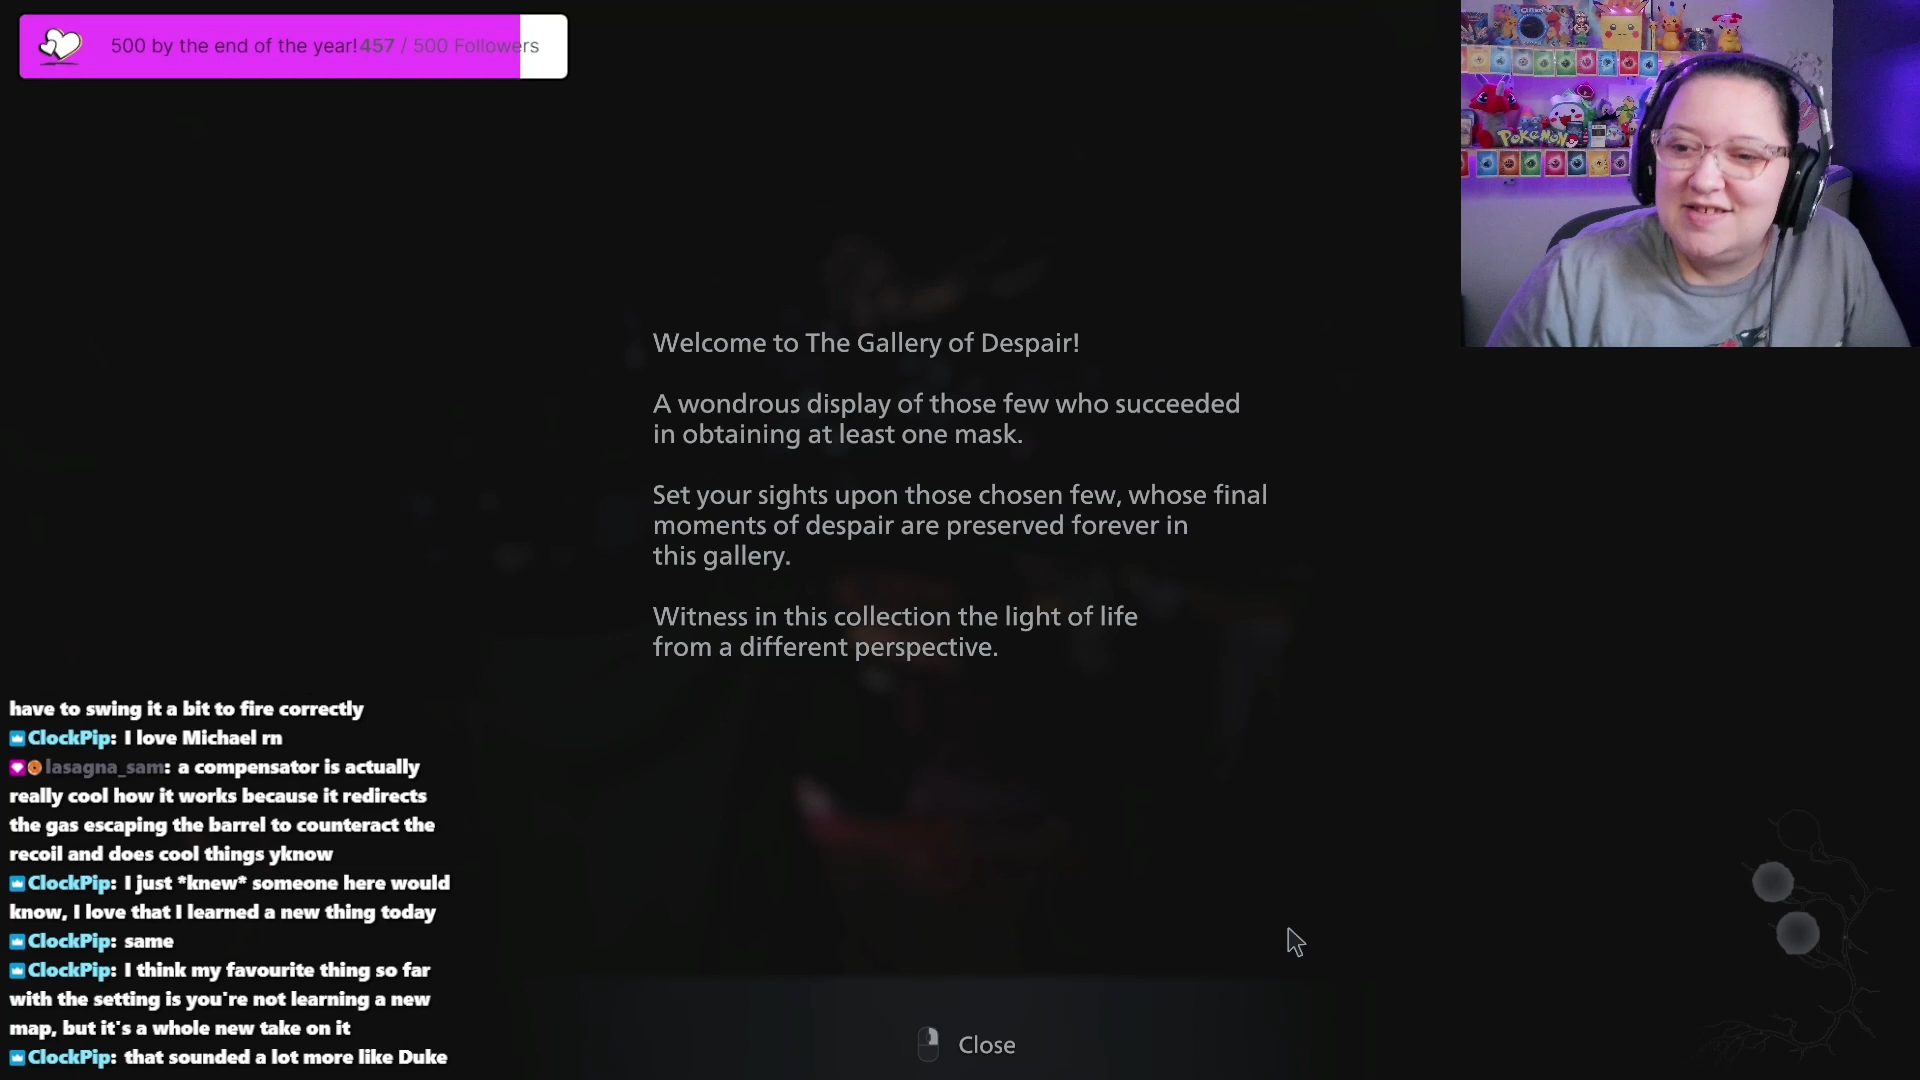 500 by the end of the year! 457 / 500 Followers
POKéMON
Welcome to The Gallery of Despair!
A wondrous display of those few who succeeded
in obtaining at least one mask.
Set your sights upon those chosen few, whose final
moments of despair are preserved forever in
this gallery.
Witness in this collection the light of life
from a different perspective.
have to swing it a bit to fire correctly
ClockPip: I love Michael rn
lasagna_sam: a compensator is actually
really cool how it works because it redirects
the gas escaping the barrel to counteract the
recoil and does cool things yknow
ClockPip: I just *knew* someone here would
know, I love that I learned a new thing today
ClockPip: same
ClockPip: I think my favourite thing so far
with the setting is you're not learning a new
map, but it's a whole new take on it
ClockPip: that sounded a lot more like Duke
Close